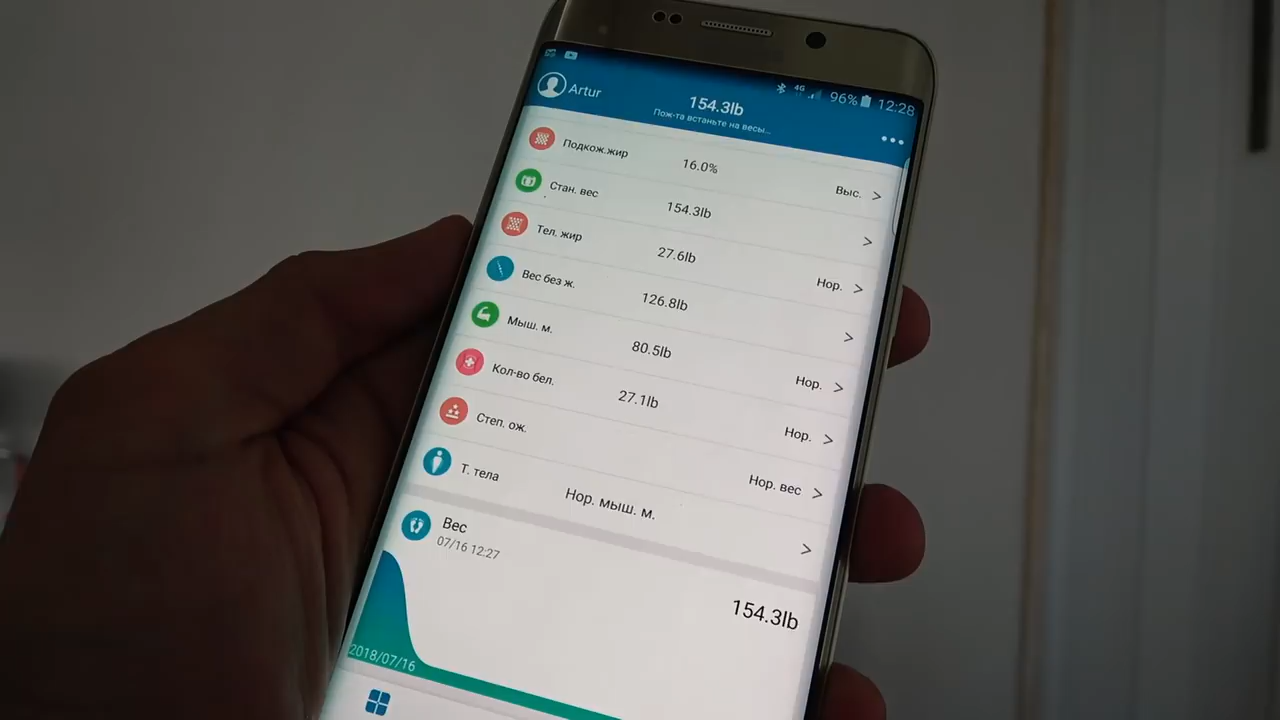 4G 96% 12:28
Artur
154.3lb
Пож-та встаньте на весы...
Подкож.жир 16.0% Выс.
Стан. вес 154.3lb
Тел. жир 27.6lb Нор.
Вес без ж. 126.8lb
Мыш. м. 80.5lb Нор.
Кол-во бел. 27.1lb Нор.
Степ. ож. Нор. вес
Т. тела Нор. мыш. м.
Вес
07/16 12:27
154.3lb
2018/07/16